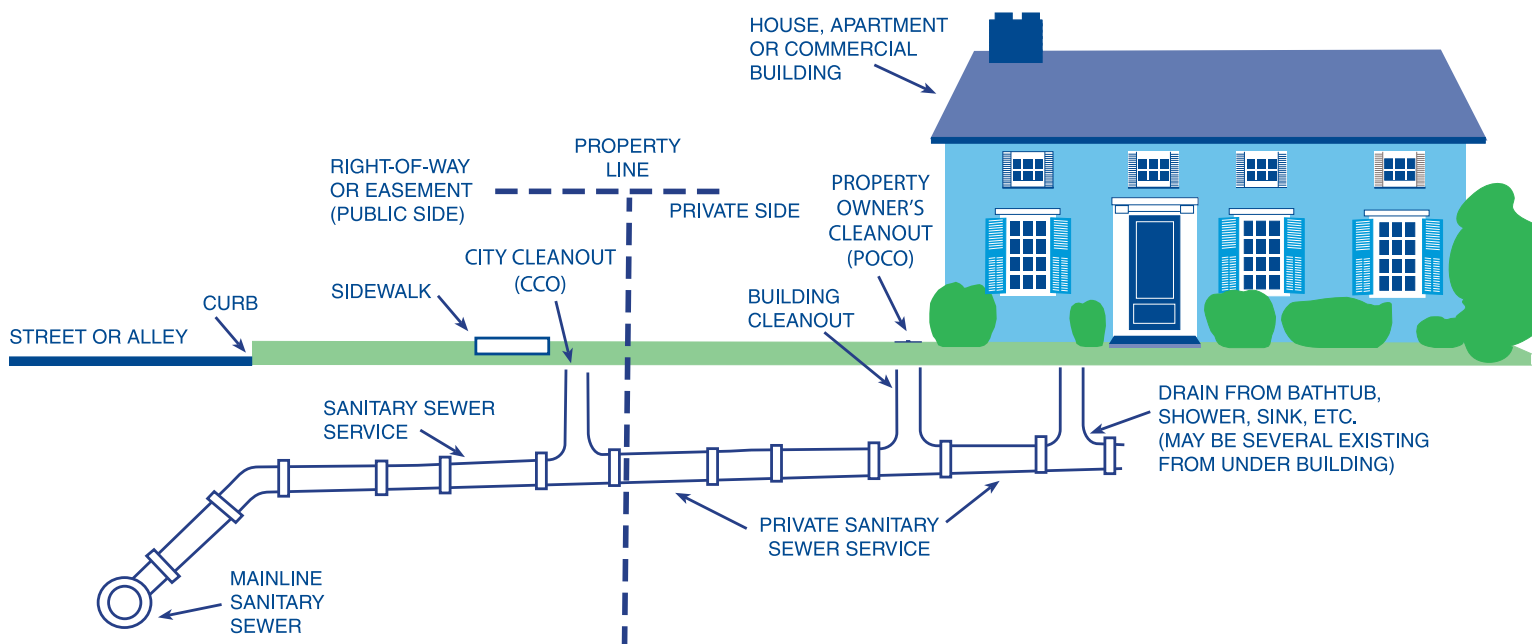 HOUSE, APARTMENT
OR COMMERCIAL
BUILDING
PROPERTY
LINE
RIGHT-OF-WAY
OR EASEMENT
(PUBLIC SIDE)
PRIVATE SIDE
PROPERTY
OWNER'S
CLEANOUT
(POCO)
CITY CLEANOUT
(CCO)
SIDEWALK
CURB
STREET OR ALLEY
BUILDING
CLEANOUT
SANITARY SEWER
SERVICE
DRAIN FROM BATHTUB,
SHOWER, SINK, ETC.
(MAY BE SEVERAL EXISTING
FROM UNDER BUILDING)
PRIVATE SANITARY
SEWER SERVICE
MAINLINE
SANITARY
SEWER